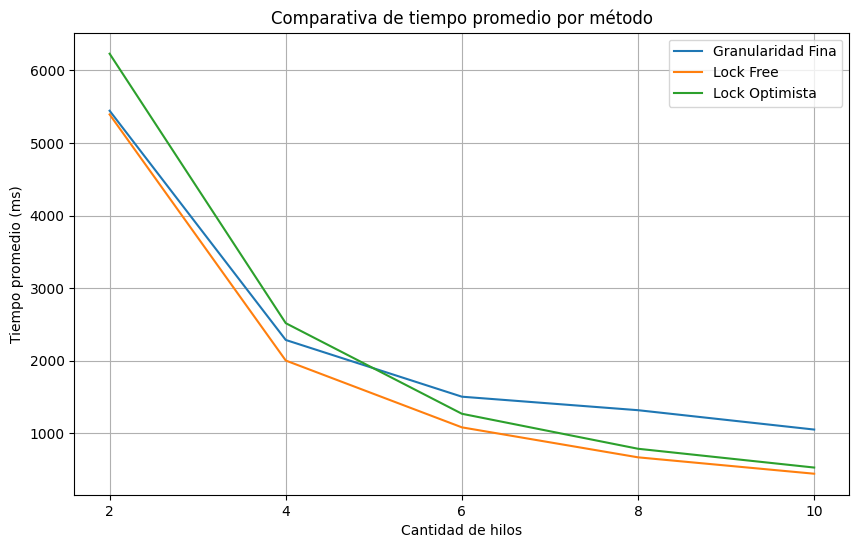 Comparativa de tiempo promedio por método
Granularidad Fina
Lock Free
Lock Optimista
Tiempo promedio (ms)
6000
5000
4000
3000
2000
1000
2 4 6 8 10
Cantidad de hilos